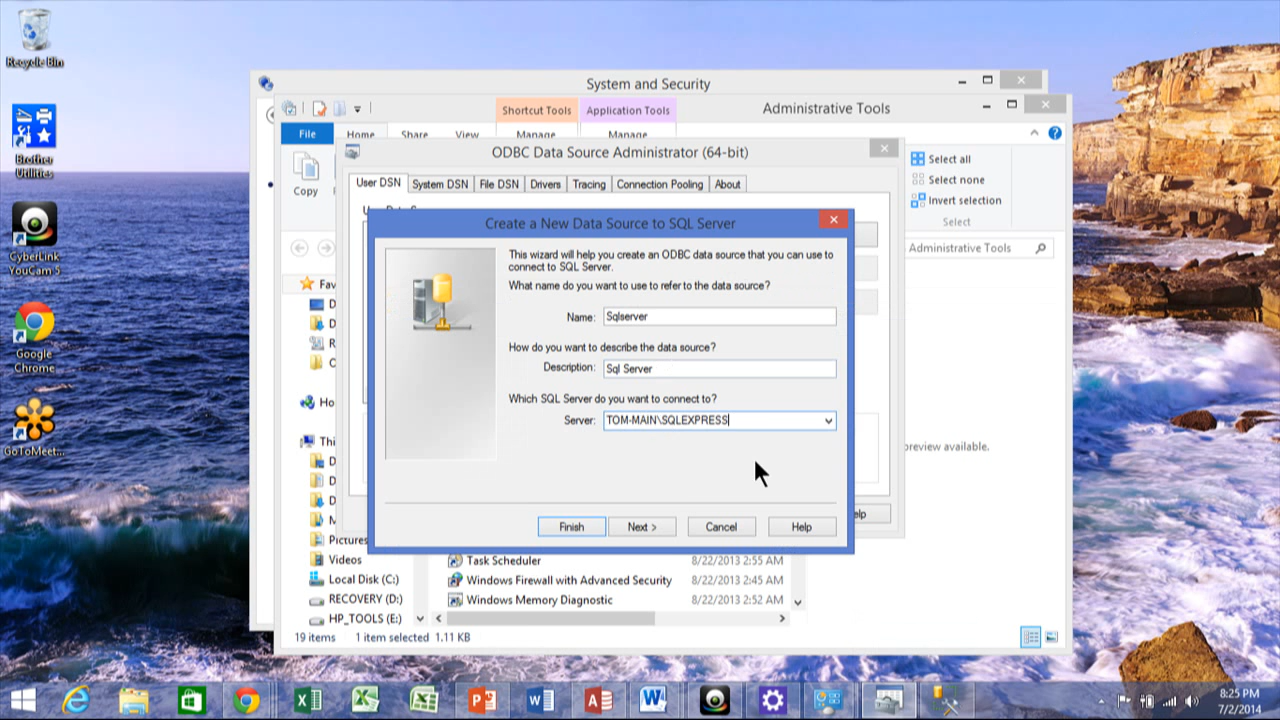 Recycle Bin
Brother
Utilities
CyberLink
YouCam 5
Google
Chrome
GoToMeet...
System and Security
Shortcut Tools
Application Tools
Administrative Tools
File
Home
Share
View
Manage
Manage
ODBC Data Source Administrator (64-bit)
Copy
User DSN
System DSN
File DSN
Drivers
Tracing
Connection Pooling
About
Select all
Select none
Invert selection
Select
Administrative Tools
Create a New Data Source to SQL Server
This wizard will help you create an ODBC data source that you can use to
connect to SQL Server.
What name do you want to use to refer to the data source?
Name:
Sqlserver
How do you want to describe the data source?
Description:
Sql Server
Which SQL Server do you want to connect to?
Server:
TOM-MAIN\SQLEXPRESS
Finish
Next >
Cancel
Help
elp
preview available.
Fav
D
D
R
C
Ho
Thi
D
D
D
M
Pictures
Videos
Local Disk (C:)
RECOVERY (D:)
HP_TOOLS (E:)
Task Scheduler
8/22/2013 2:55 AM
Windows Firewall with Advanced Security
8/22/2013 2:45 AM
Windows Memory Diagnostic
8/22/2013 2:52 AM
19 items
1 item selected 1.11 KB
8:25 PM
7/2/2014